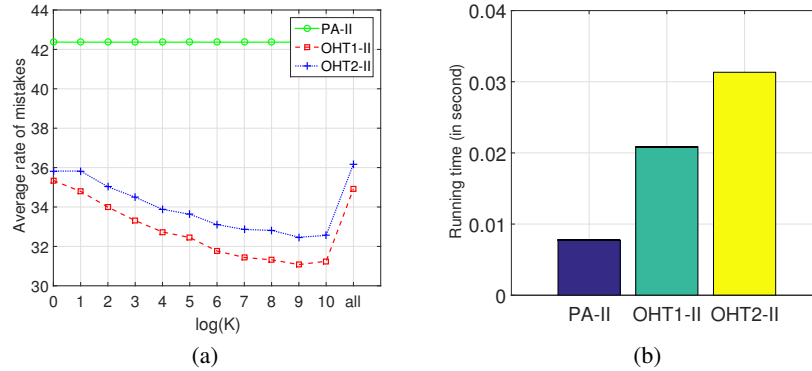 44
42
40
38
36
34
32
30
Average rate of mistakes
PA-II
OHT1-II
OHT2-II
0 1 2 3 4 5 6 7 8 9 10 all
log(K)
(a)
0.04
0.03
0.02
0.01
0
Running time (in second)
PA-II OHT1-II OHT2-II
(b)